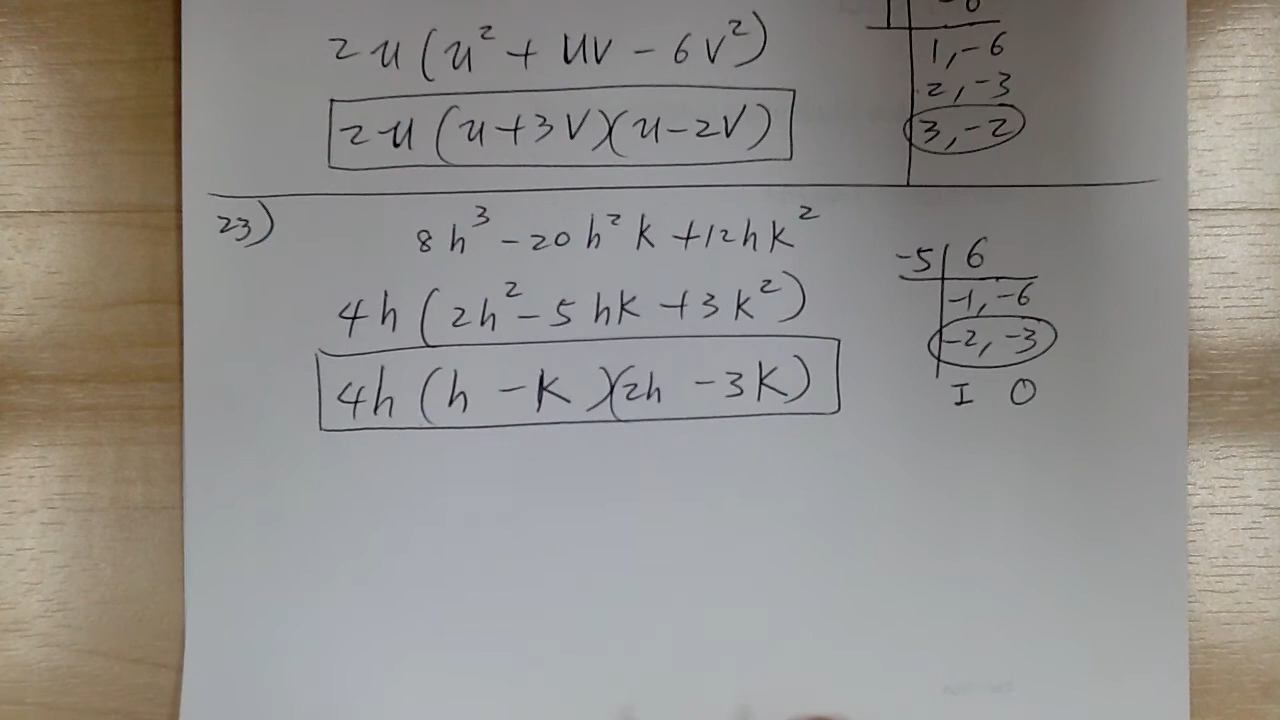 2u(u² + uv - 6v²)
2u(u+3v)(u-2v)
1, -6
2, -3
3, -2
23)
8h³ - 20h²k + 12hk²
4h(2h² - 5hk + 3k²)
4h(h - k)(2h - 3k)
-5 | 6
-1, -6
-2, -3
I O